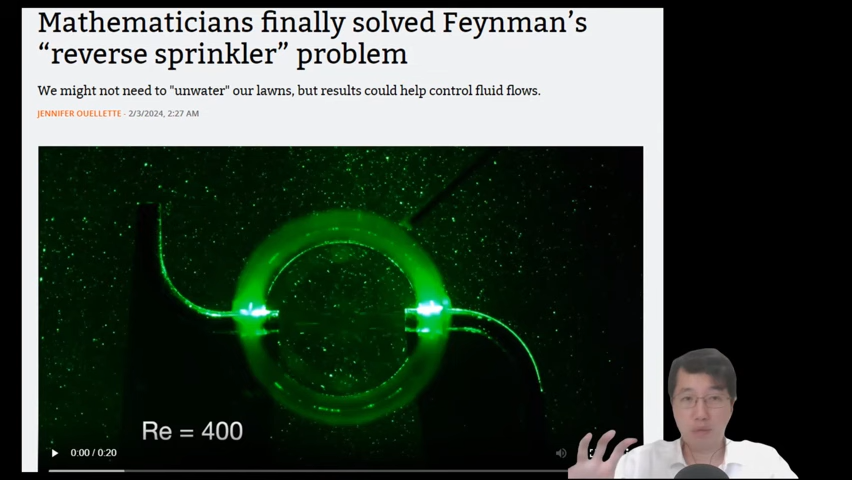 Mathematicians finally solved Feynman’s
“reverse sprinkler” problem
We might not need to "unwater" our lawns, but results could help control fluid flows.
JENNIFER OUELLETTE - 2/3/2024, 2:27 AM
Re = 400
0:00 / 0:20